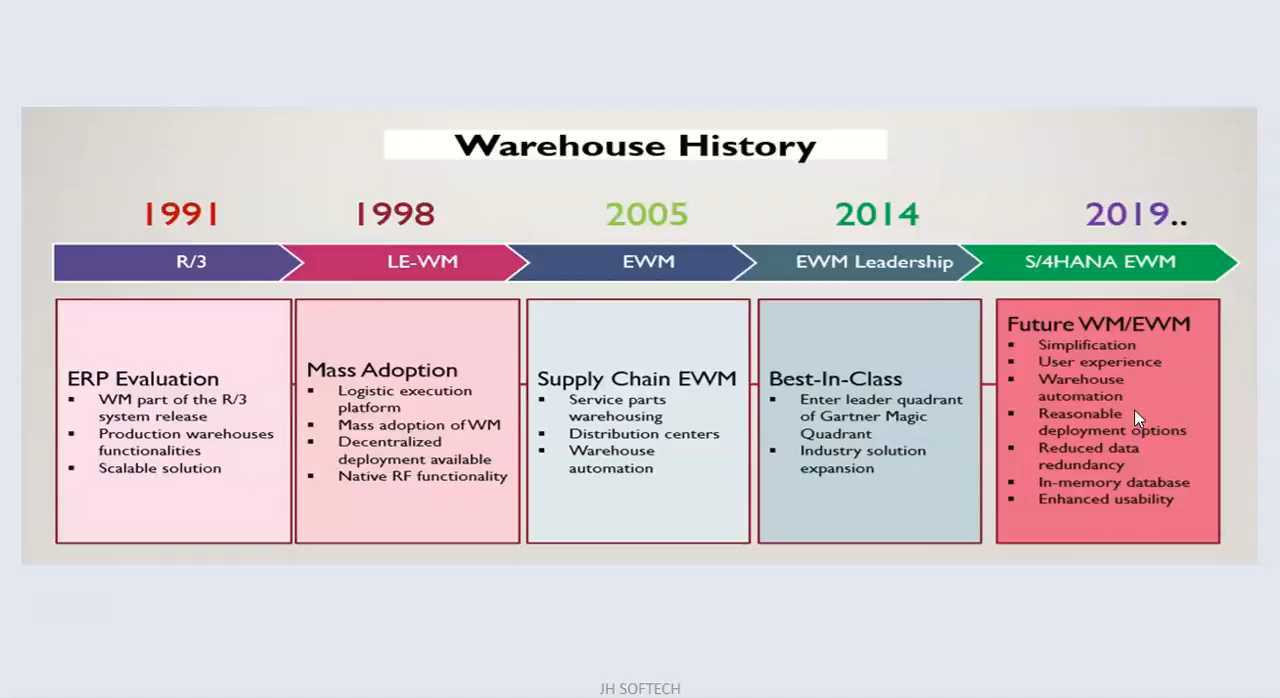 Warehouse History
1991
1998
2005
2014
2019..
R/3
LE-WM
EWM
EWM Leadership
S/4HANA EWM
ERP Evaluation
▪ WM part of the R/3
system release
▪ Production warehouses
functionalities
▪ Scalable solution
Mass Adoption
▪ Logistic execution
platform
▪ Mass adoption of WM
▪ Decentralized
deployment available
▪ Native RF functionality
Supply Chain EWM
▪ Service parts
warehousing
▪ Distribution centers
▪ Warehouse
automation
Best-In-Class
▪ Enter leader quadrant
of Gartner Magic
Quadrant
▪ Industry solution
expansion
Future WM/EWM
▪ Simplification
▪ User experience
▪ Warehouse
automation
▪ Reasonable
deployment options
▪ Reduced data
redundancy
▪ In-memory database
▪ Enhanced usability
JH SOFTECH